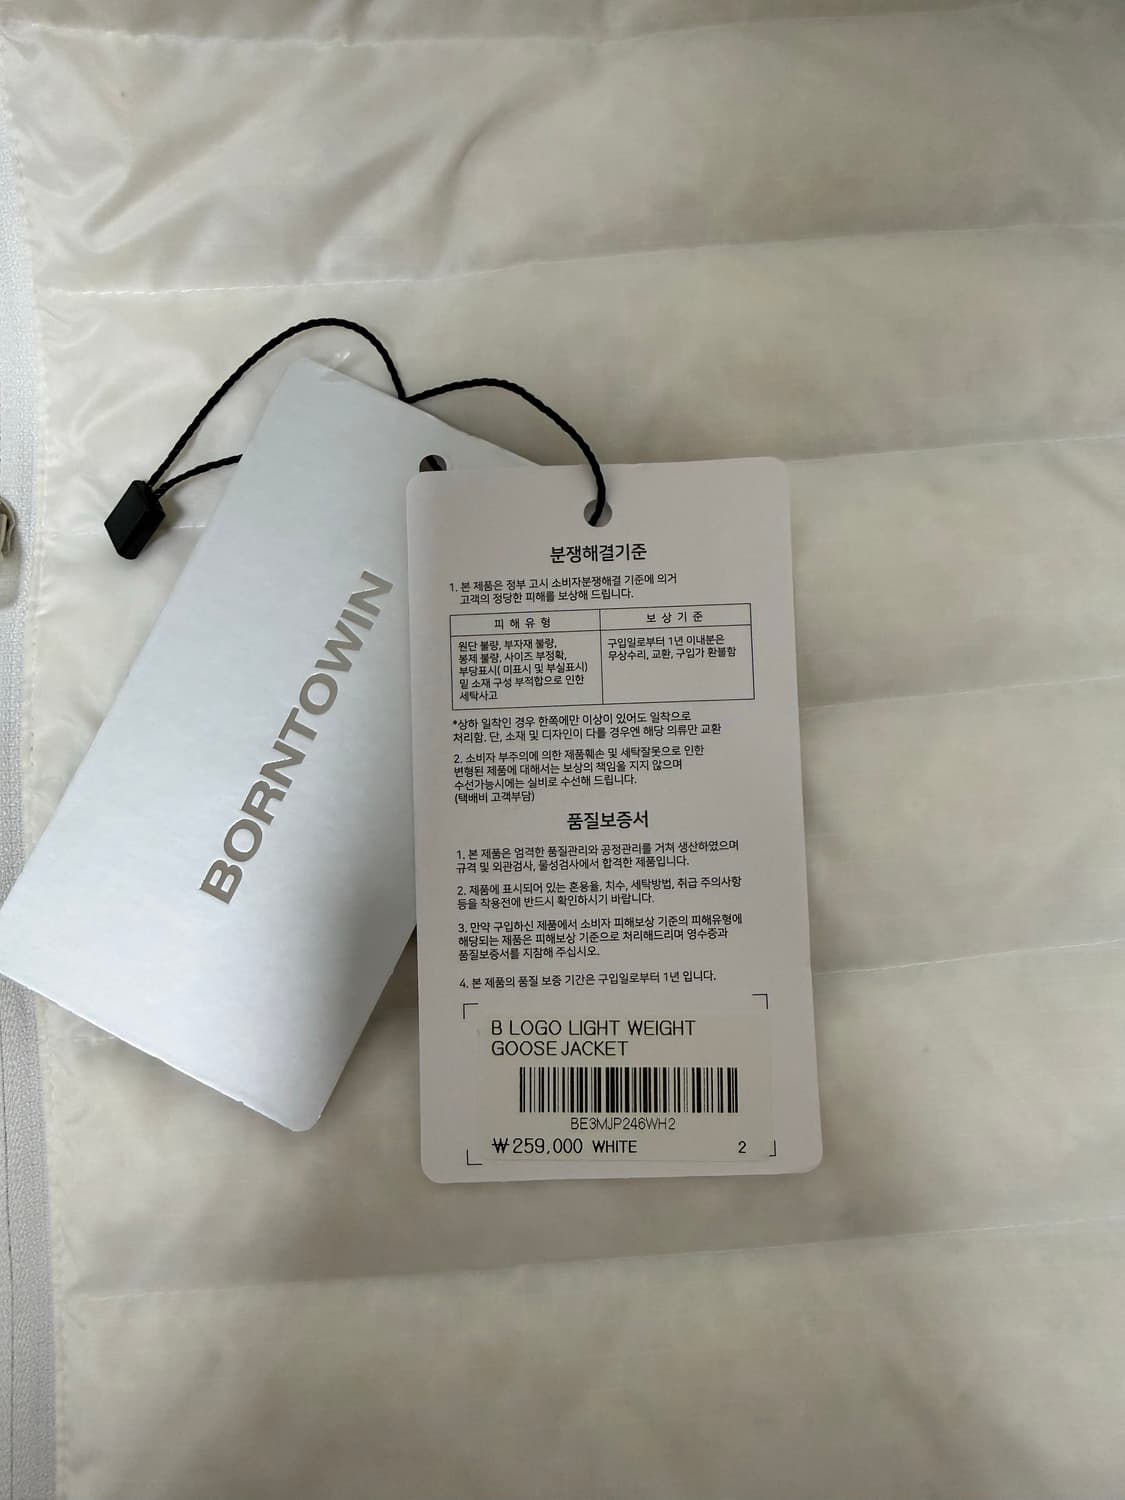 BORNTOWIN
분쟁해결기준
1. 본 제품은 정부 고시 소비자분쟁해결 기준에 의거
고객의 정당한 피해를 보상해 드립니다.
피 해 유 형
보 상 기 준
원단 불량, 부자재 불량,
봉제 불량, 사이즈 부정확,
부당표시( 미표시 및 부실표시)
밑 소재 구성 부적합으로 인한
세탁사고
구입일로부터 1년 이내분은
무상수리, 교환, 구입가 환불함
*상하 일착인 경우 한쪽에만 이상이 있어도 일착으로
처리함. 단, 소재 및 디자인이 다를 경우엔 해당 의류만 교환
2. 소비자 부주의에 의한 제품훼손 및 세탁잘못으로 인한
변형된 제품에 대해서는 보상의 책임을 지지 않으며
수선가능시에는 실비로 수선해 드립니다.
(택배비 고객부담)
품질보증서
1. 본 제품은 엄격한 품질관리와 공정관리를 거쳐 생산하였으며
규격 및 외관검사, 물성검사에서 합격한 제품입니다.
2. 제품에 표시되어 있는 혼용율, 치수, 세탁방법, 취급 주의사항
등을 착용전에 반드시 확인하시기 바랍니다.
3. 만약 구입하신 제품에서 소비자 피해보상 기준의 피해유형에
해당되는 제품은 피해보상 기준으로 처리해드리며 영수증과
품질보증서를 지참해 주십시오.
4. 본 제품의 품질 보증 기간은 구입일로부터 1년 입니다.
B LOGO LIGHT WEIGHT
GOOSE JACKET
BE3MJP246WH2
₩259,000 WHITE 2